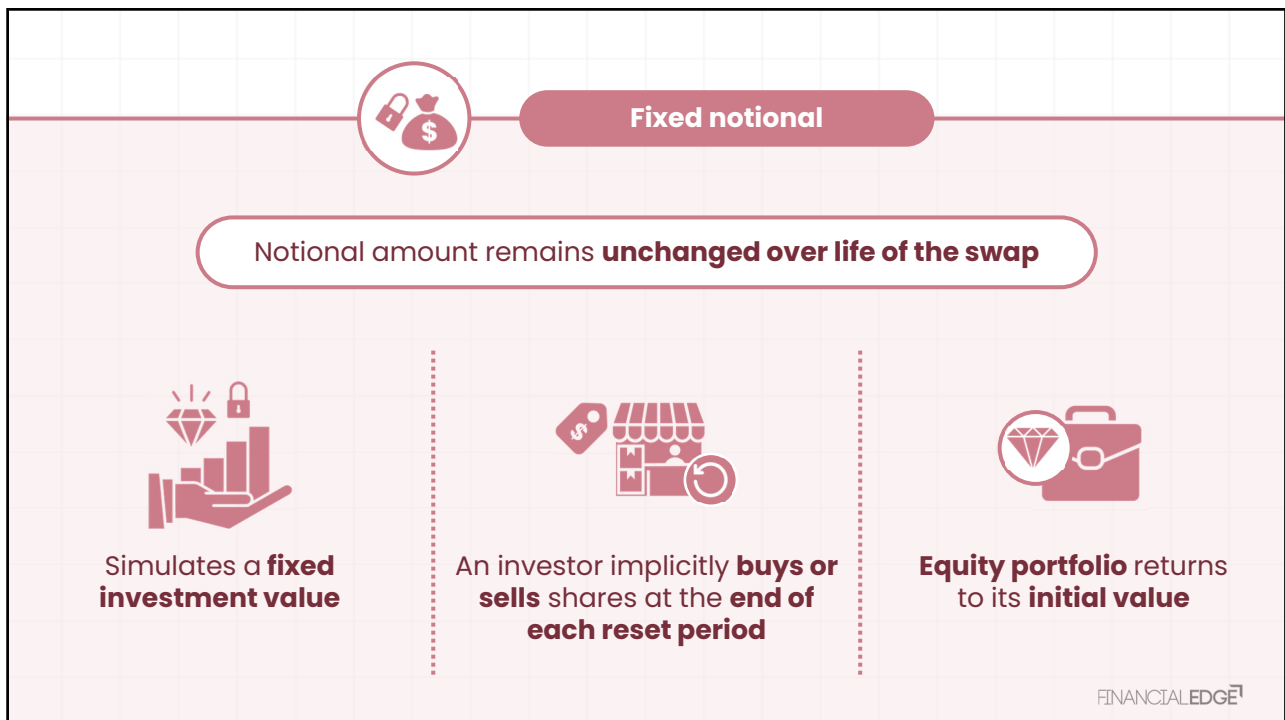 Fixed notional
Notional amount remains unchanged over life of the swap
Simulates a fixed
investment value
An investor implicitly buys or
sells shares at the end of
each reset period
Equity portfolio returns
to its initial value
FINANCIALEDGE